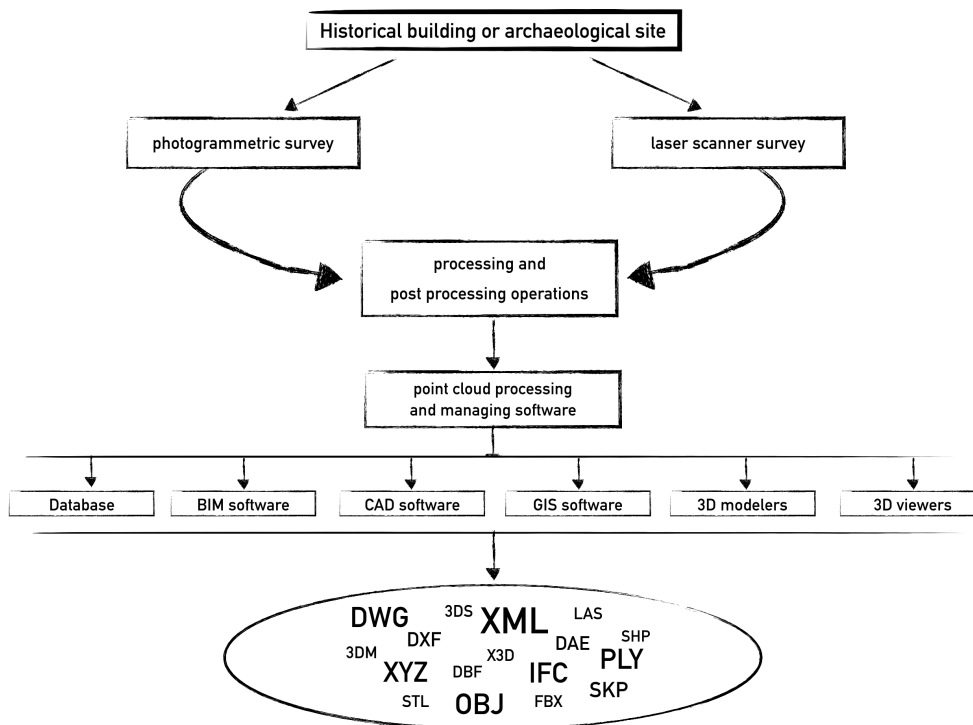 Historical building or archaeological site
photogrammetric survey
laser scanner survey
processing and
post processing operations
point cloud processing
and managing software
Database
BIM software
CAD software
GIS software
3D modelers
3D viewers
DWG 3DS XML LAS
DXF DAE SHP
3DM XYZ DBF X3D IFC PLY
STL OBJ FBX SKP